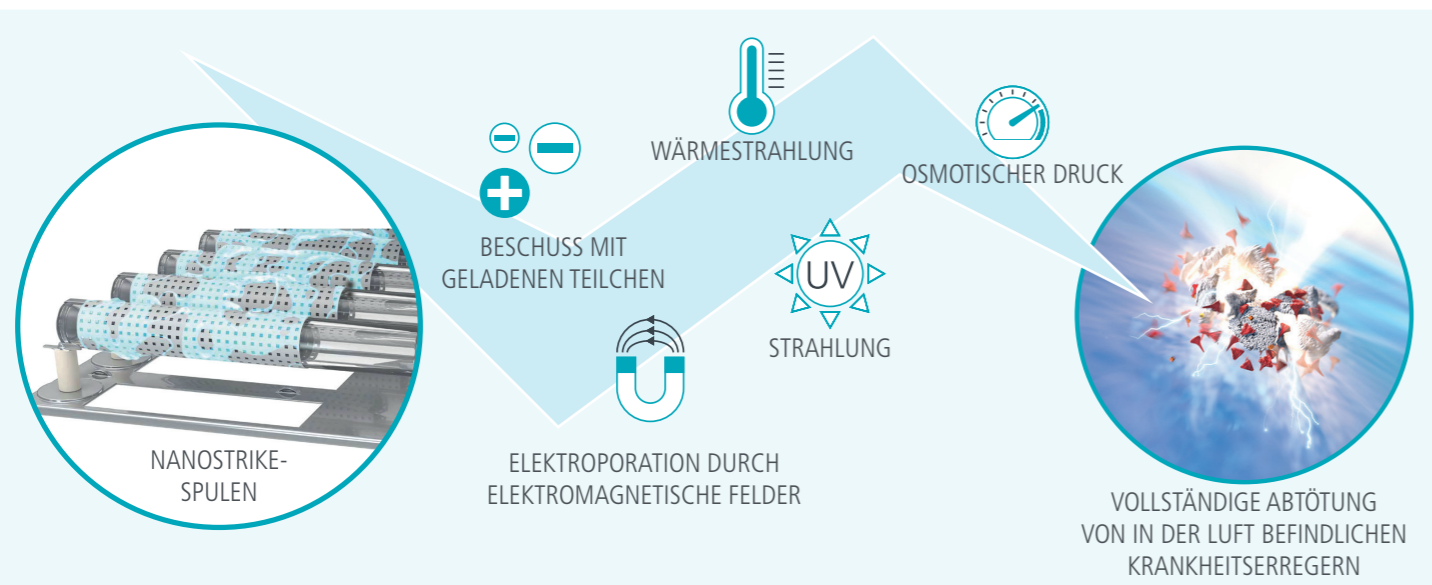 NANOSTRIKE-
SPULEN
BESCHUSS MIT
GELADENEN TEILCHEN
ELEKTROPORATION DURCH
ELEKTROMAGNETISCHE FELDER
WÄRMESTRAHLUNG
UV
STRAHLUNG
OSMOTISCHER DRUCK
VOLLSTÄNDIGE ABTÖTUNG
VON IN DER LUFT BEFINDLICHEN
KRANKHEITSERREGERN